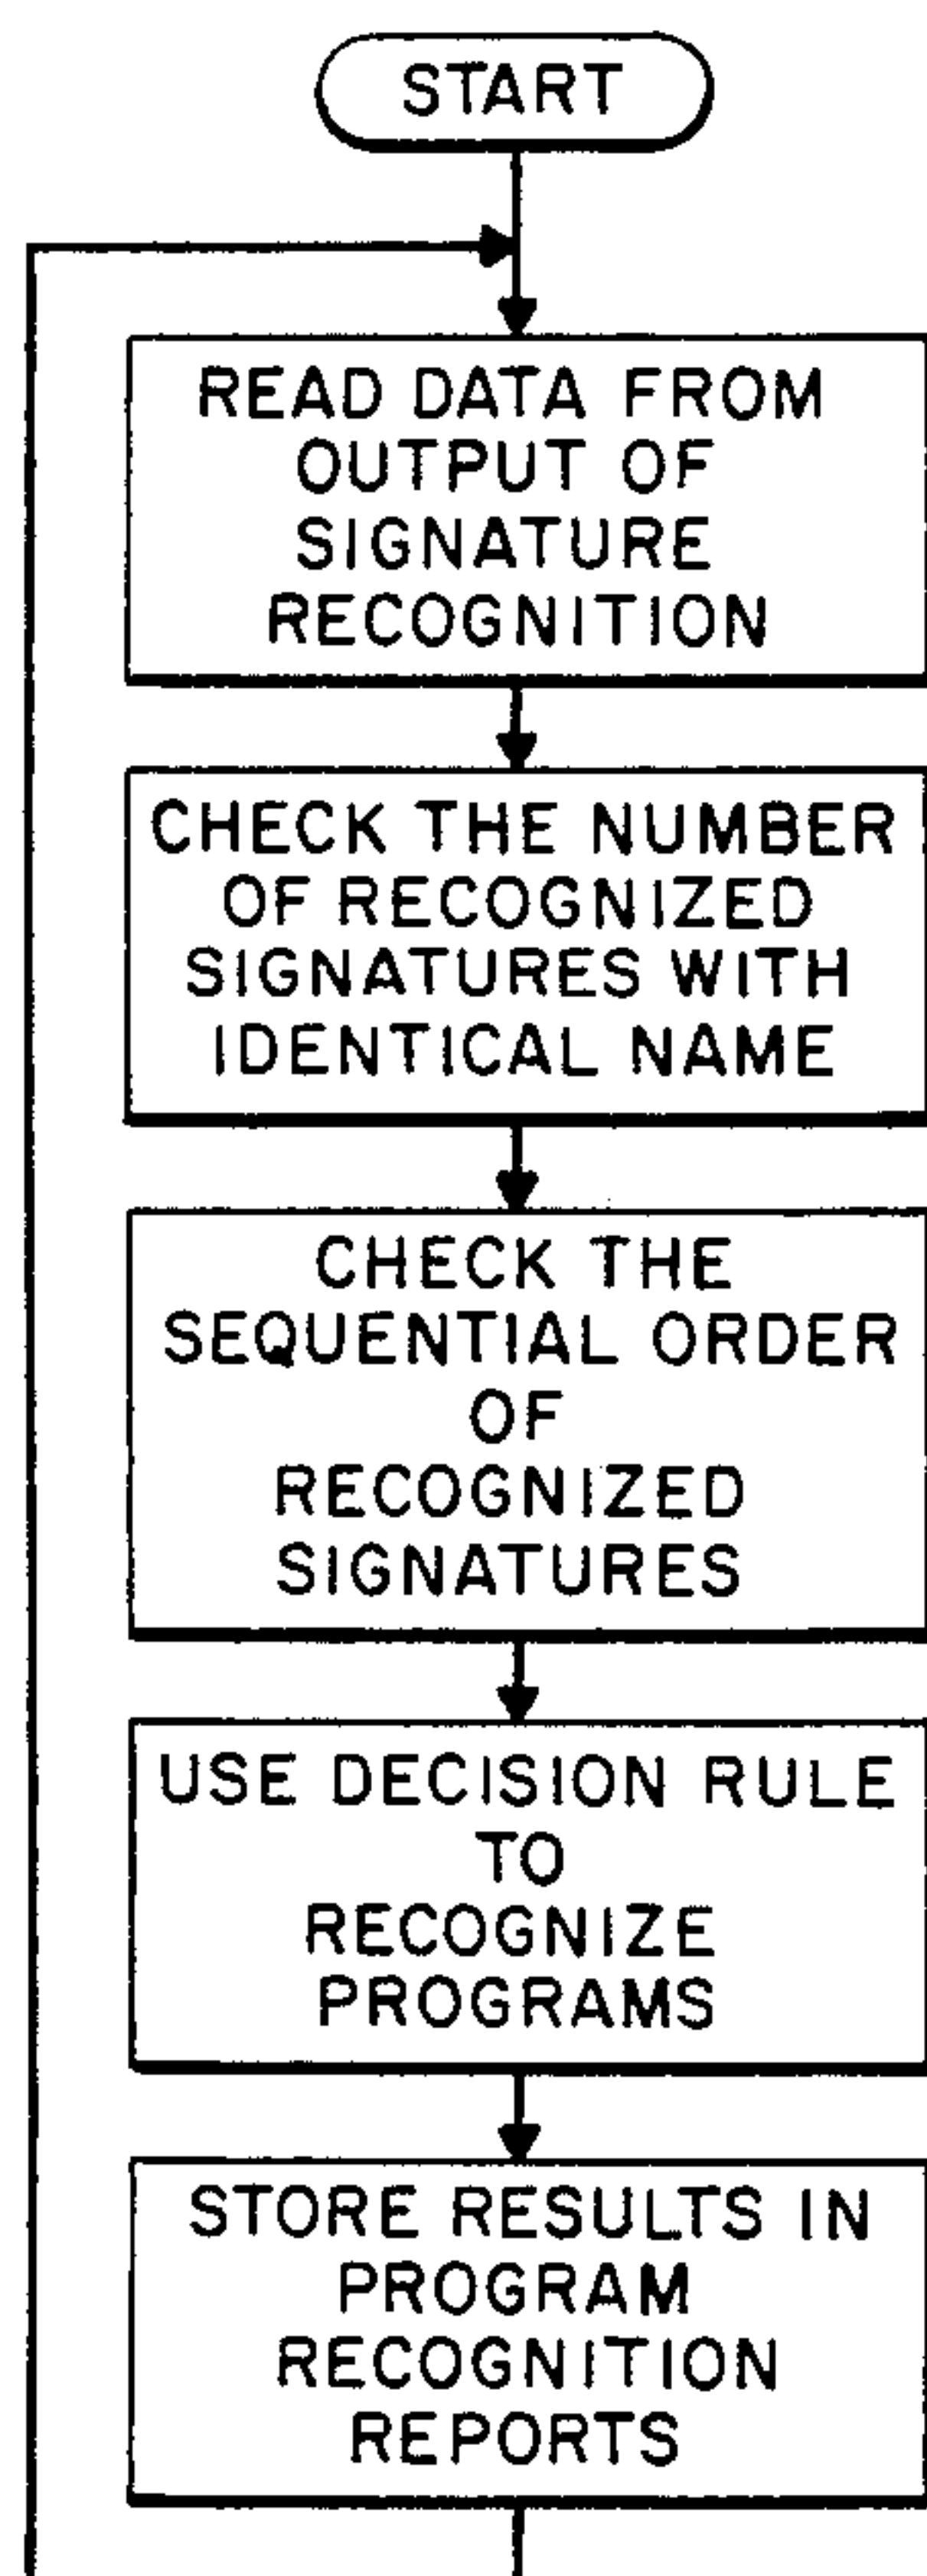 START
READ DATA FROM
OUTPUT OF
SIGNATURE
RECOGNITION
CHECK THE NUMBER
OF RECOGNIZED
SIGNATURES WITH
IDENTICAL NAME
CHECK THE
SEQUENTIAL ORDER
OF
RECOGNIZED
SIGNATURES
USE DECISION RULE
TO
RECOGNIZE
PROGRAMS
STORE RESULTS IN
PROGRAM
RECOGNITION
REPORTS